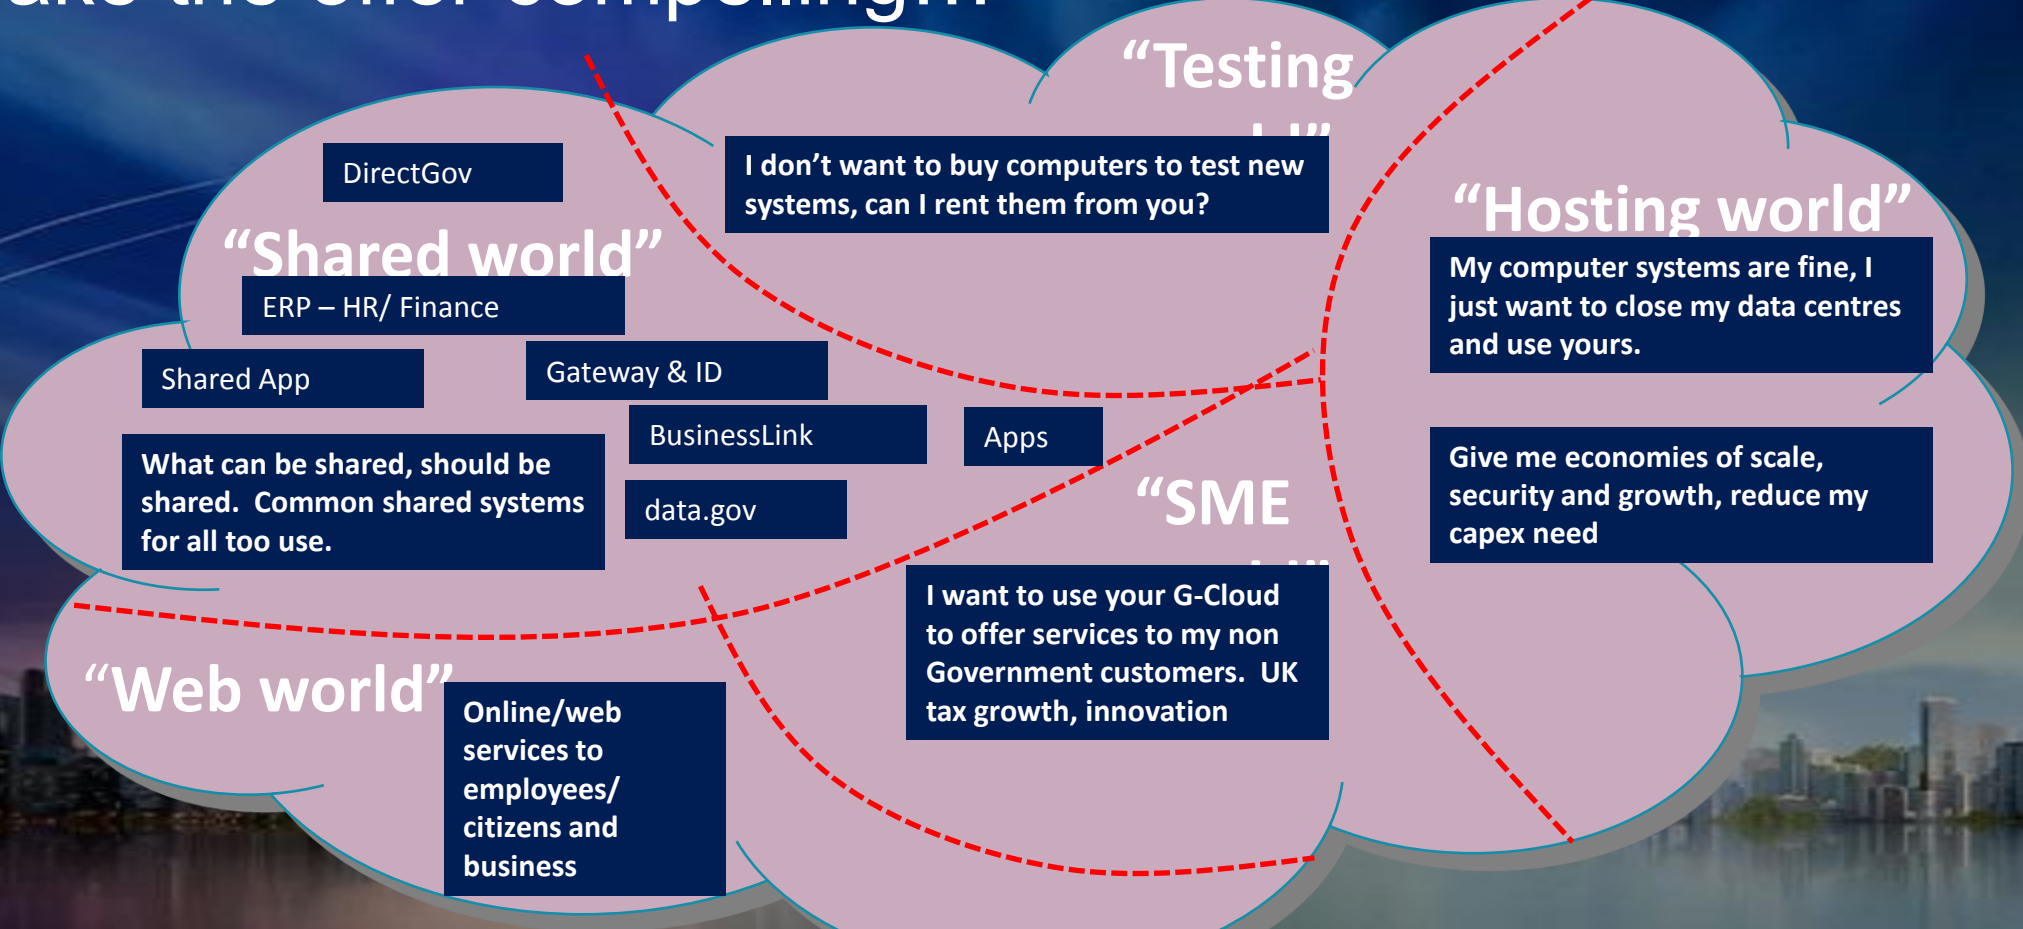 the offer compelling...
“Testing
I don’t want to buy computers to test new
systems, can I rent them from you?
DirectGov
“Shared world”
ERP – HR/ Finance
Shared App
Gateway & ID
BusinessLink
Apps
data.gov
What can be shared, should be
shared.  Common shared systems
for all too use.
“Hosting world”
My computer systems are fine, I
just want to close my data centres
and use yours.
Give me economies of scale,
security and growth, reduce my
capex need
“SME
I want to use your G-Cloud
to offer services to my non
Government customers.  UK
tax growth, innovation
“Web world”
Online/web
services to
employees/
citizens and
business